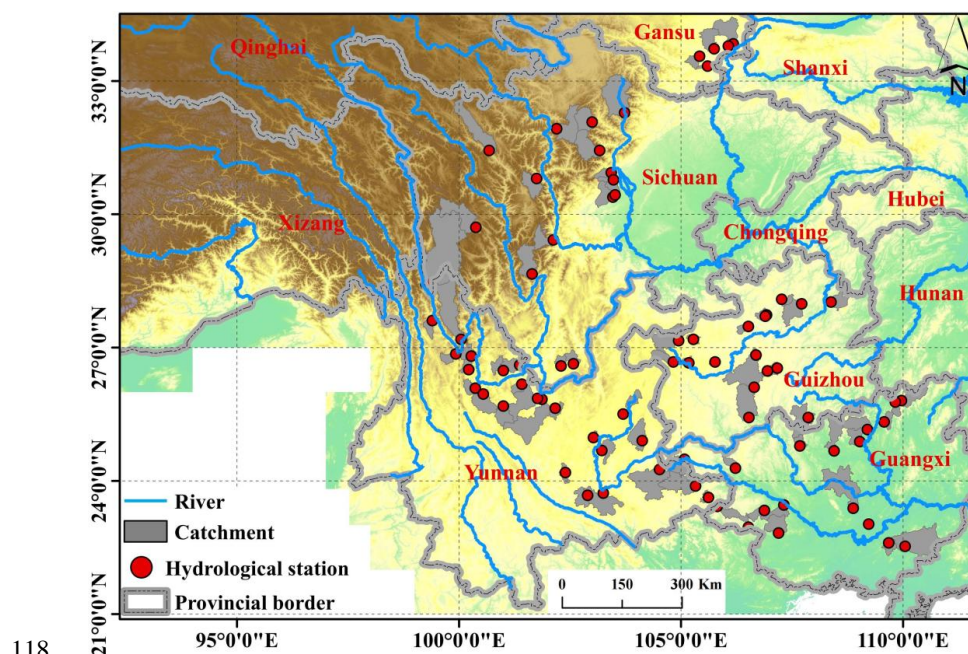 Qinghai
Gansu
Shanxi
N
Sichuan
Hubei
Xizang
Chongqing
Hunan
Guizhou
Guangxi
Yunnan
River
Catchment
Hydrological station
Provincial border
0 150 300 Km
33°0'0"N
30°0'0"N
27°0'0"N
24°0'0"N
21°0'0"N
95°0'0"E 100°0'0"E 105°0'0"E 110°0'0"E
118